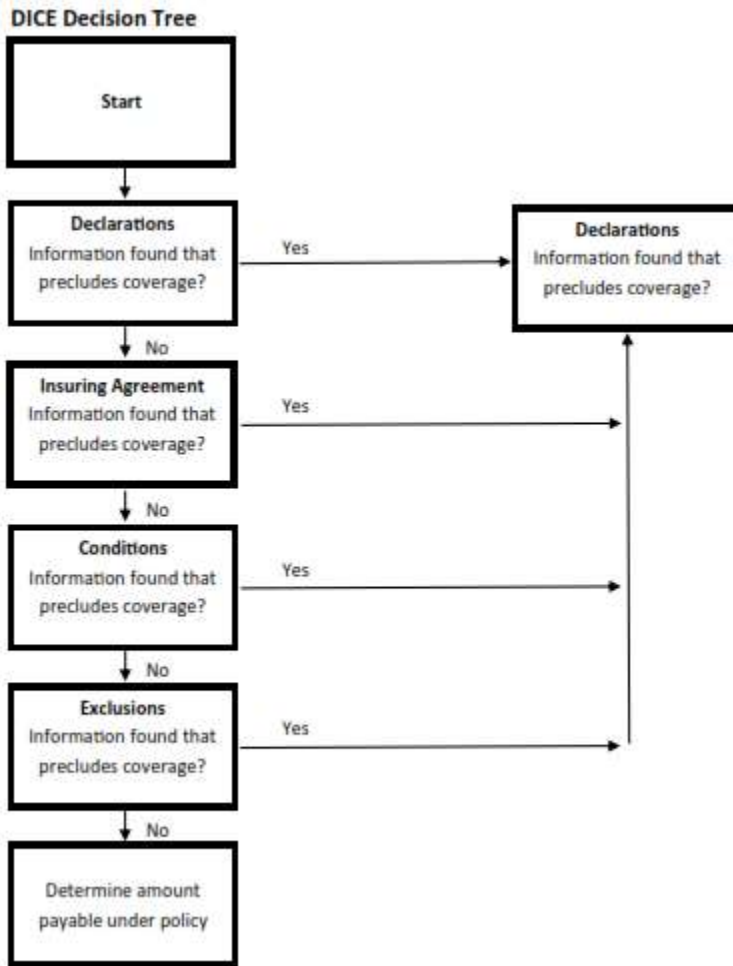 DICE Decision Tree
Start
Declarations
Information found that
precludes coverage?
Yes
Declarations
Information found that
precludes coverage?
No
Insuring Agreement
Information found that
precludes coverage?
Yes
No
Conditions
Information found that
precludes coverage?
Yes
No
Exclusions
Information found that
precludes coverage?
Yes
No
Determine amount
payable under policy